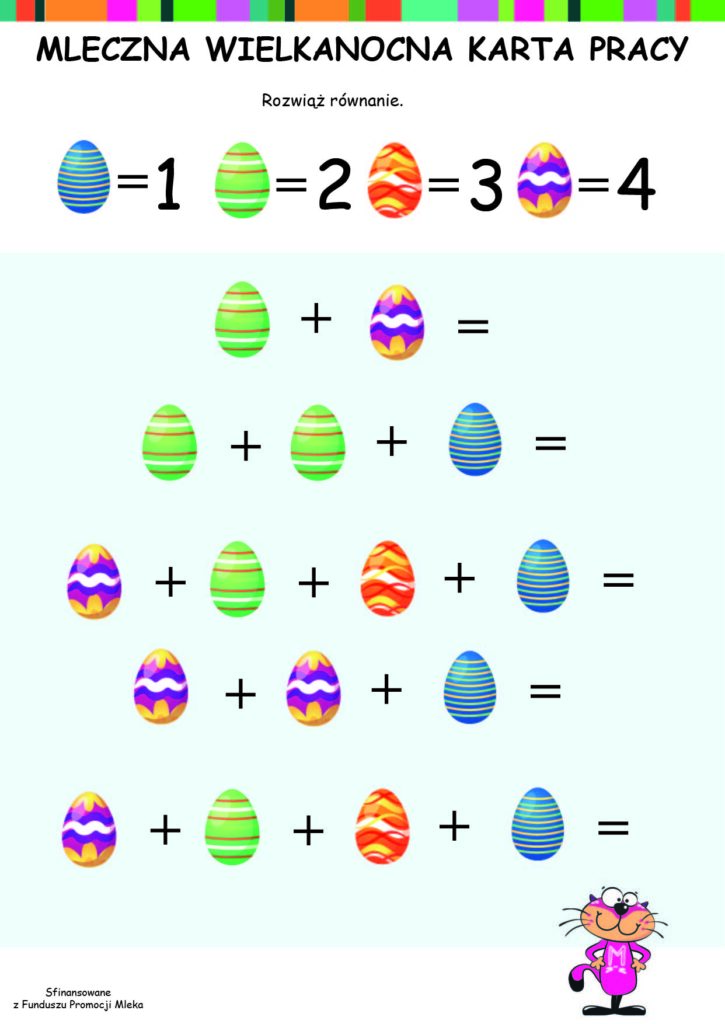 MLECZNA WIELKANOCNA KARTA PRACY
Rozwiąż równanie.
=1 =2 =3 =4
+ =
+ + =
+ + + =
+ + =
+ + + =
M
Sfinansowane
z Funduszu Promocji Mleka